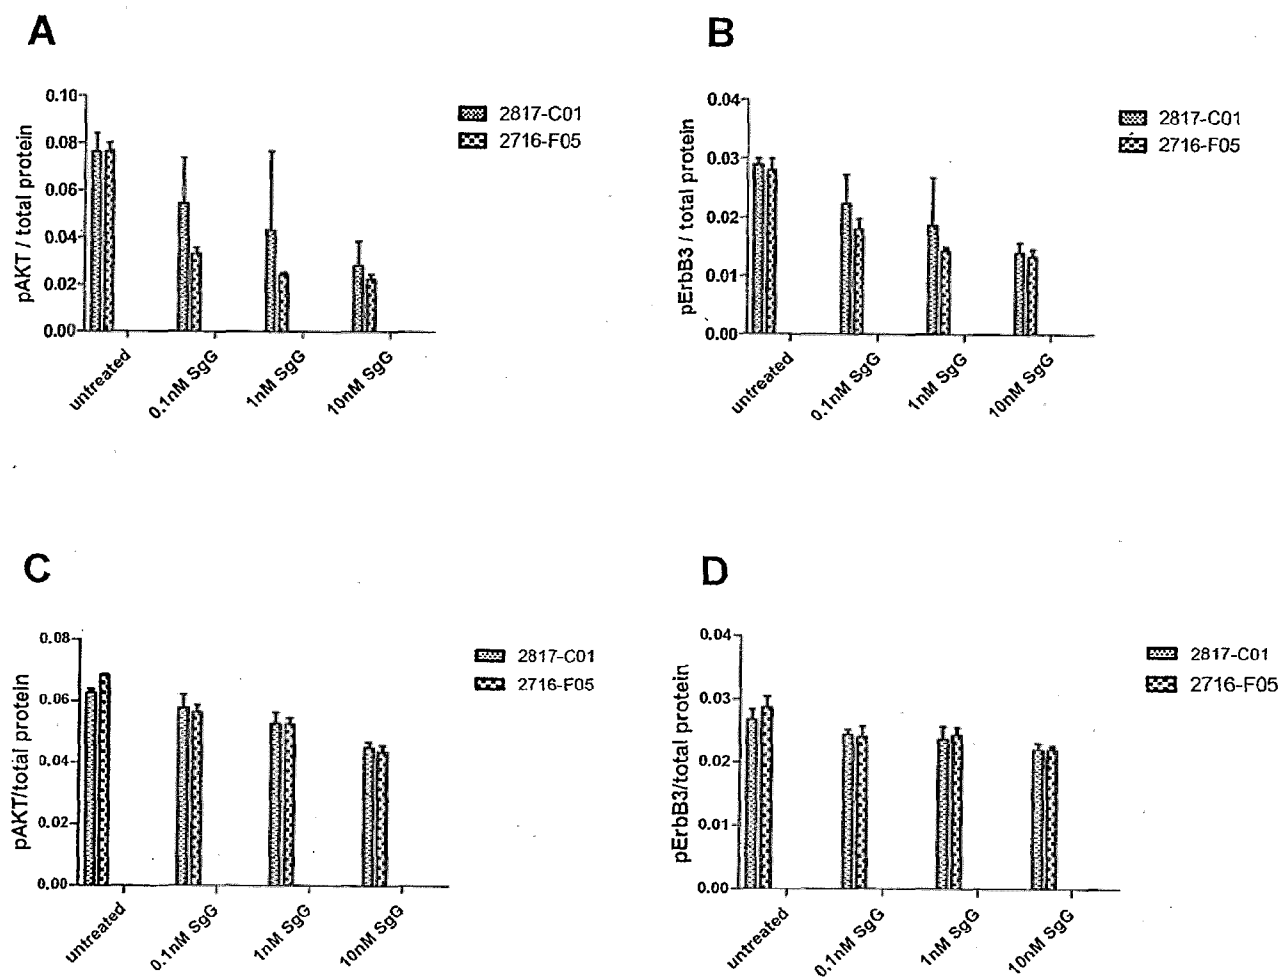 A
pAKT / total protein
0.10
0.08
0.06
0.04
0.02
0.00
untreated
0.1nM SgG
1nM SgG
10nM SgG
2817-C01
2716-F05
B
pErbB3 / total protein
0.04
0.03
0.02
0.01
0.00
untreated
0.1nM SgG
1nM SgG
10nM SgG
2817-C01
2716-F05
C
pAKT/total protein
0.08
0.06
0.04
0.02
0.00
untreated
0.1nM SgG
1nM SgG
10nM SgG
2817-C01
2716-F05
D
pErbB3/total protein
0.04
0.03
0.02
0.01
0.00
untreated
0.1nM SgG
1nM SgG
10nM SgG
2817-C01
2716-F05